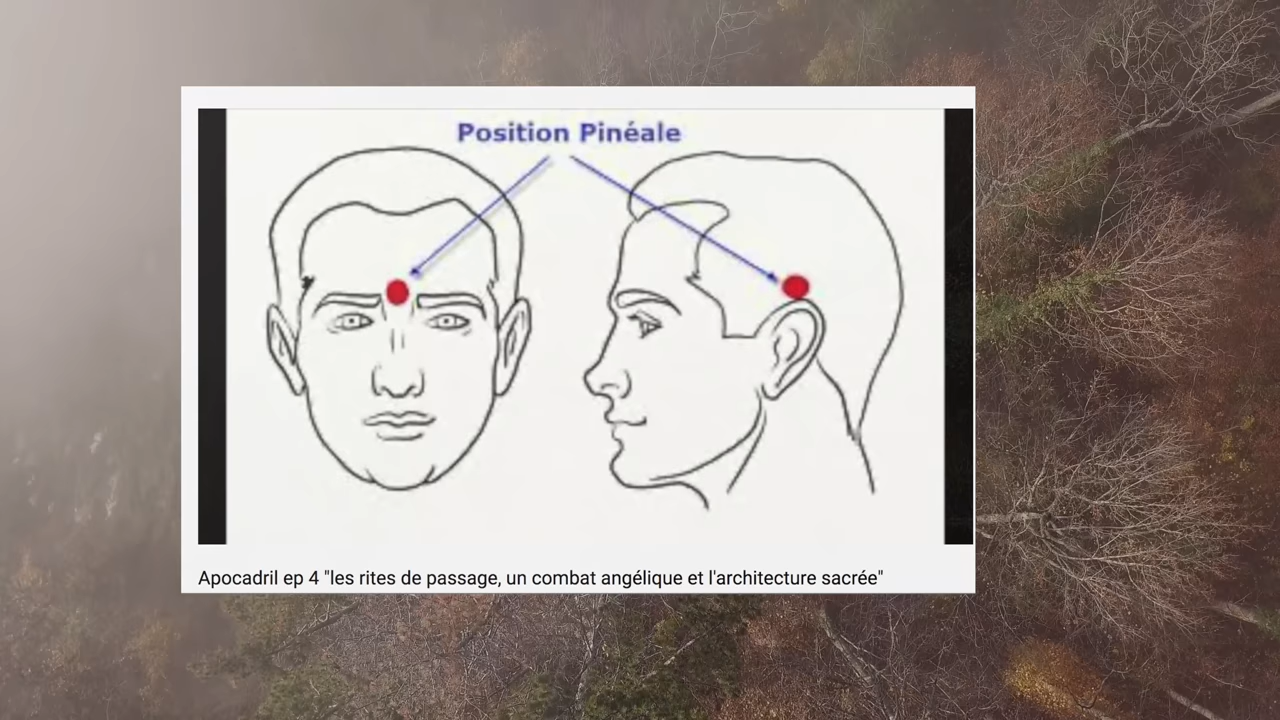 Position Pinéale
Apocadril ep 4 "les rites de passage, un combat angélique et l'architecture sacrée"